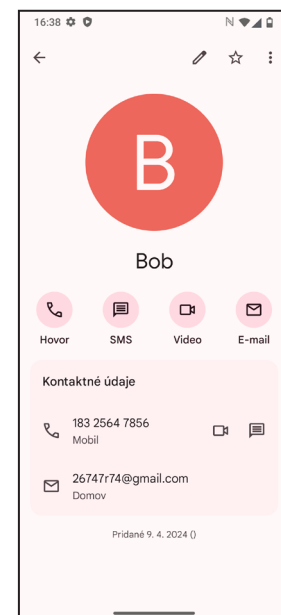 16:38
B
Bob
Hovor SMS Video E-mail
Kontaktné údaje
183 2564 7856
Mobil
26747r74@gmail.com
Domov
Pridané 9. 4. 2024 ()